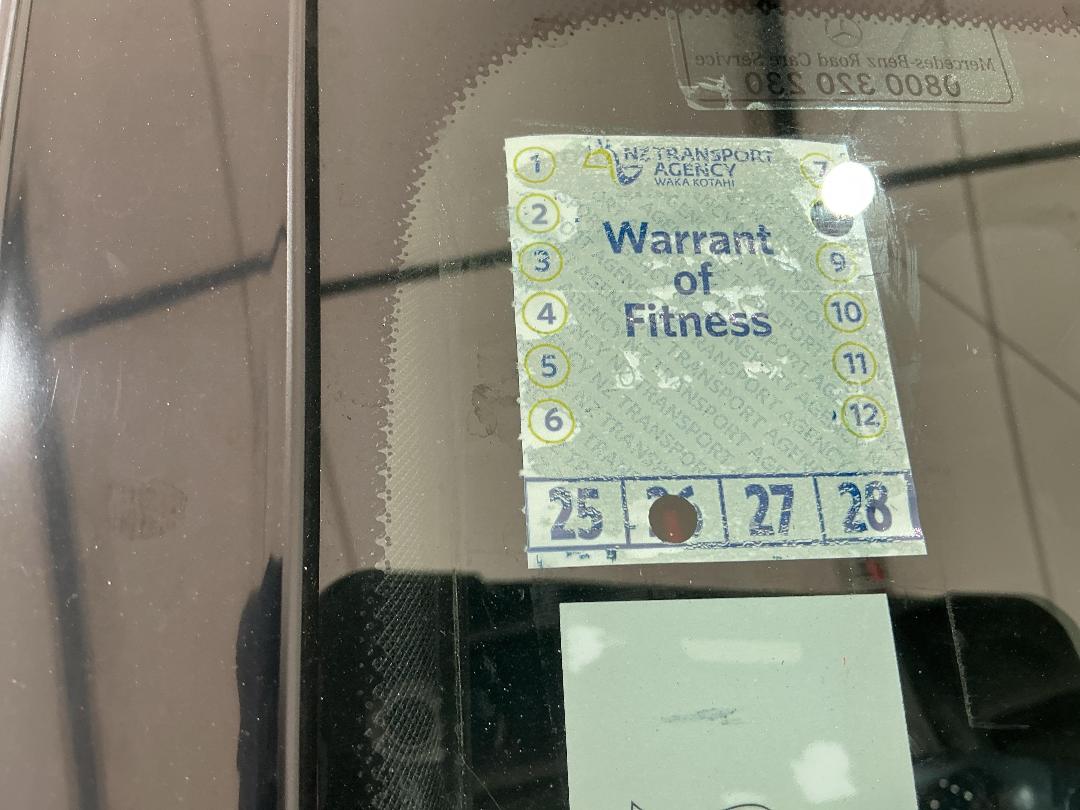 Mercedes-Benz Road Care Service
0800 320 230
NZ TRANSPORT
AGENCY
WAKA KOTAHI
Warrant
of
Fitness
1
2
3
4
5
6
7
9
10
11
12
25 26 27 28